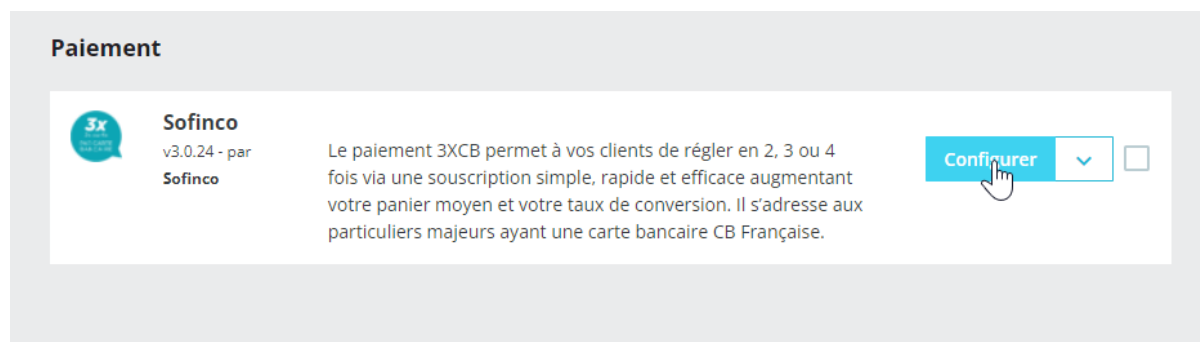 Paiement
3x
Sofinco
v3.0.24 - par
Sofinco
Le paiement 3XCB permet à vos clients de régler en 2, 3 ou 4
fois via une souscription simple, rapide et efficace augmentant
votre panier moyen et votre taux de conversion. Il s’adresse aux
particuliers majeurs ayant une carte bancaire CB Française.
Configurer